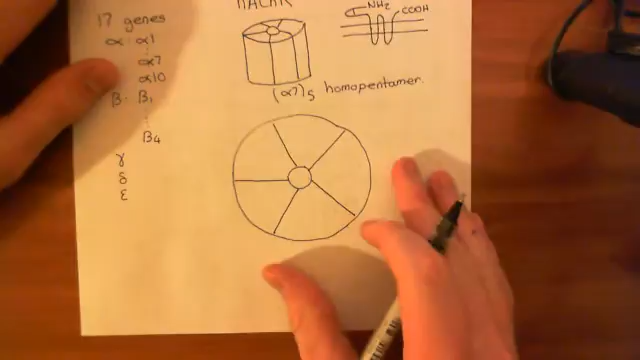 nAChR
17 genes
α: α1
α7
α10
β: β1
β4
γ
δ
ε
NH2
COOH
(α7)5 homopentamer.